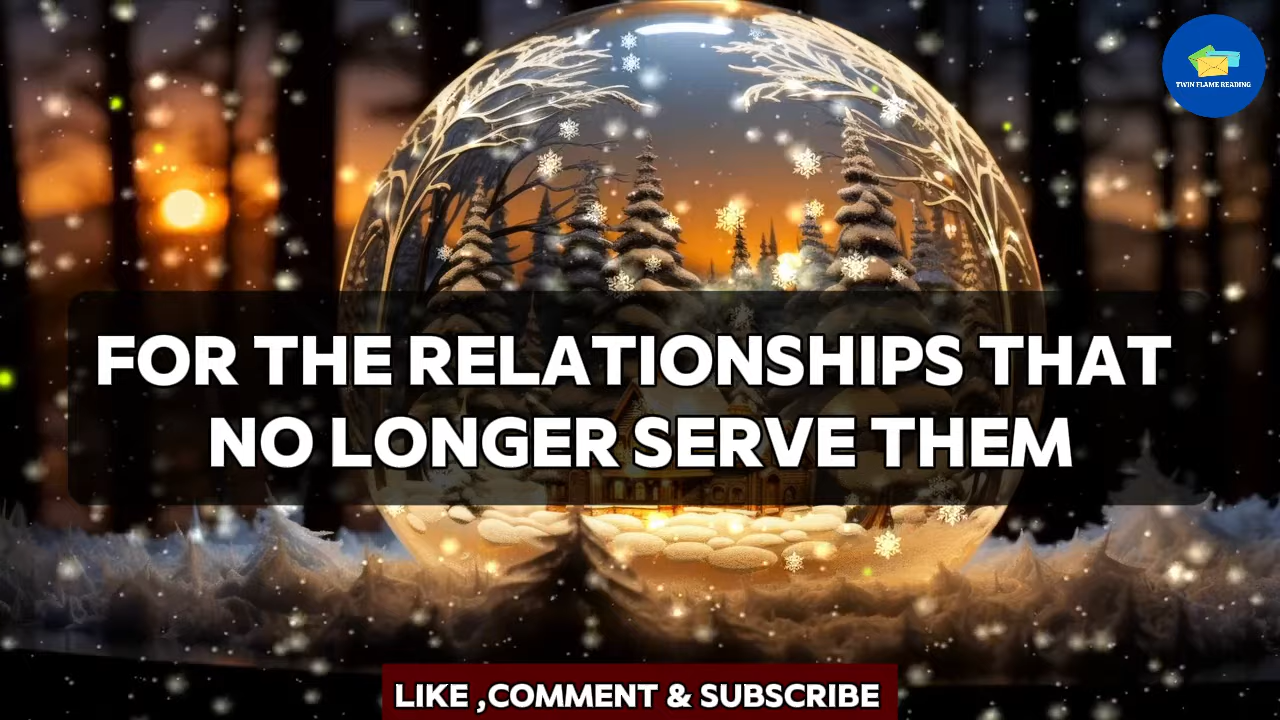 TWIN FLAME READING
FOR THE RELATIONSHIPS THAT
NO LONGER SERVE THEM
LIKE ,COMMENT & SUBSCRIBE